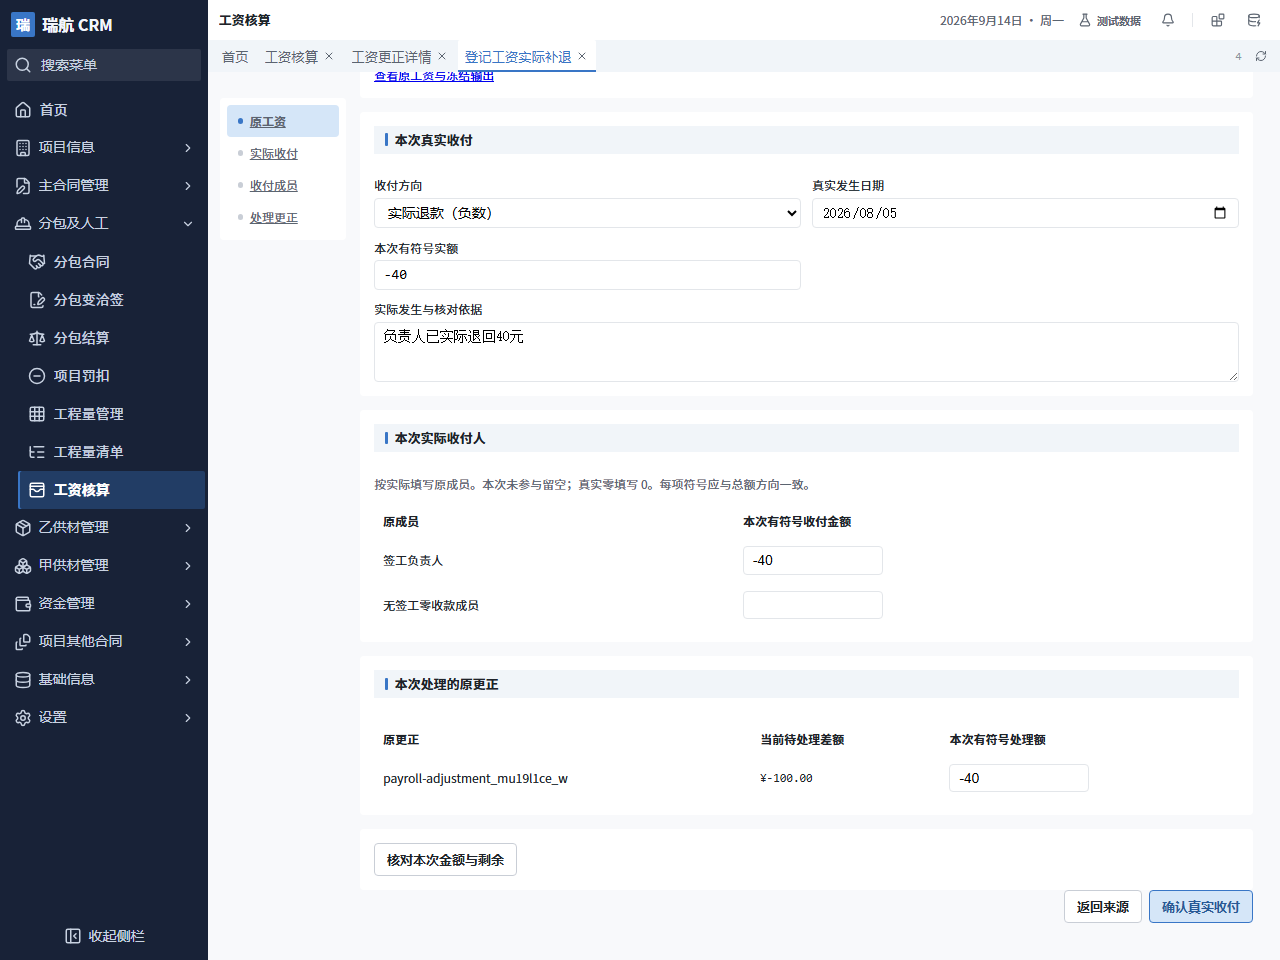 瑞 瑞航 CRM
搜索菜单
首页
项目信息
主合同管理
分包及人工
分包合同
分包变洽签
分包结算
项目罚扣
工程量管理
工程量清单
工资核算
乙供材管理
甲供材管理
资金管理
项目其他合同
基础信息
设置
收起侧栏
工资核算
2026年9月14日 · 周一 测试数据
首页 工资核算 × 工资更正详情 × 登记工资实际补退 × 4
查看原工资与冻结输出
原工资
实际收付
收付成员
处理更正
本次真实收付
收付方向 真实发生日期
实际退款（负数） 2026/08/05
本次有符号实额
-40
实际发生与核对依据
负责人已实际退回40元
本次实际收付人
按实际填写原成员。本次未参与留空；真实零填写 0。每项符号应与总额方向一致。
原成员 本次有符号收付金额
签工负责人 -40
无签工零收款成员
本次处理的原更正
原更正 当前待处理差额 本次有符号处理额
payroll-adjustment_mu19l1ce_w ¥-100.00 -40
核对本次金额与剩余
返回来源 确认真实收付